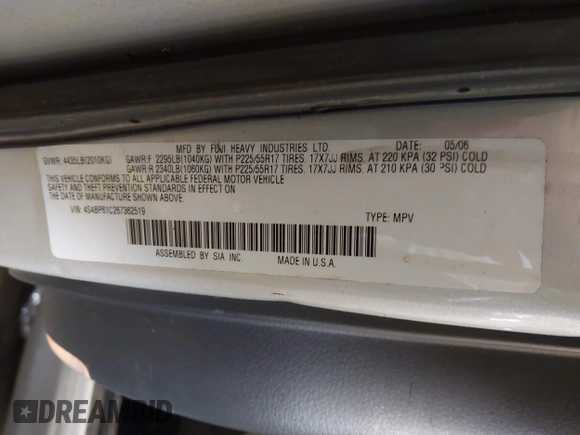 MFD BY FUJI HEAVY INDUSTRIES LTD. DATE: 05/06
GVWR: 4435LB(2010KG) GAWR:F 2295LB(1040KG) WITH P225/55R17 TIRES, 17X7JJ RIMS, AT 220 KPA (32 PSI) COLD
GAWR:R 2340LB(1060KG) WITH P225/55R17 TIRES, 17X7JJ RIMS, AT 210 KPA (30 PSI) COLD
THIS VEHICLE CONFORMS TO ALL APPLICABLE FEDERAL MOTOR VEHICLE
SAFETY AND THEFT PREVENTION STANDARDS IN EFFECT ON
THE DATE OF MANUFACTURE SHOWN ABOVE.
VIN: 4S4BP61C267362519 TYPE: MPV
ASSEMBLED BY SIA INC. MADE IN U.S.A.
DREAMBID